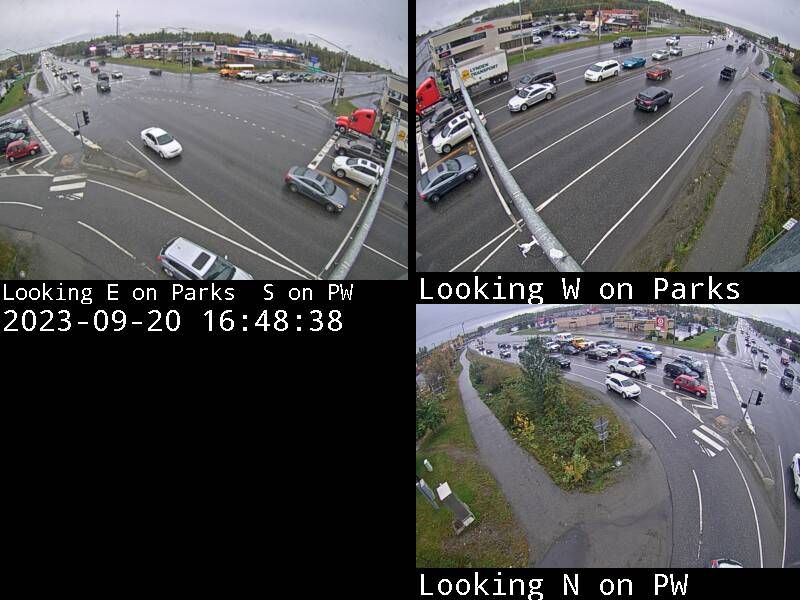 Looking E on Parks  S on PW
2023-09-20 16:48:38
LYNDEN
TRANSPORT
Looking W on Parks
Looking N on PW